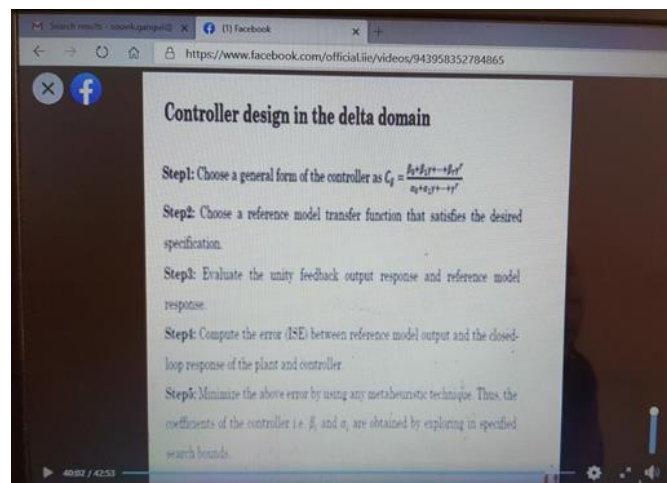 Search results -
(1) Facebook
https://www.facebook.com/official.iie/videos/943958352784865
Controller design in the delta domain
Step1: Choose a general form of the controller as
Step2: Choose a reference model transfer function that satisfies the desired
specification.
Step3: Evaluate the unity feedback output response and reference model
response.
Step4: Compute the error (ISE) between reference model output and the closed-
loop response of the plant and controller
Step5: Minimize the above error by using any metaheuristic technique. Thus, the
coefficients of the controller i.e. βᵢ and αᵢ are obtained by exploring in specified
search bounds.
40:02 / 42:53